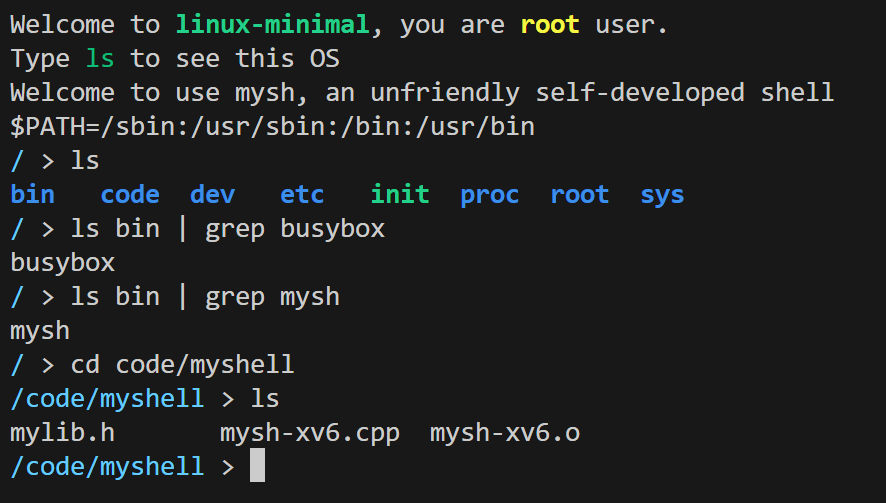 Welcome to linux-minimal, you are root user.
Type ls to see this OS
Welcome to use mysh, an unfriendly self-developed shell
$PATH=/sbin:/usr/sbin:/bin:/usr/bin
/ > ls
bin   code  dev   etc   init  proc  root  sys
/ > ls bin | grep busybox
busybox
/ > ls bin | grep mysh
mysh
/ > cd code/myshell
/code/myshell > ls
mylib.h       mysh-xv6.cpp  mysh-xv6.o
/code/myshell >